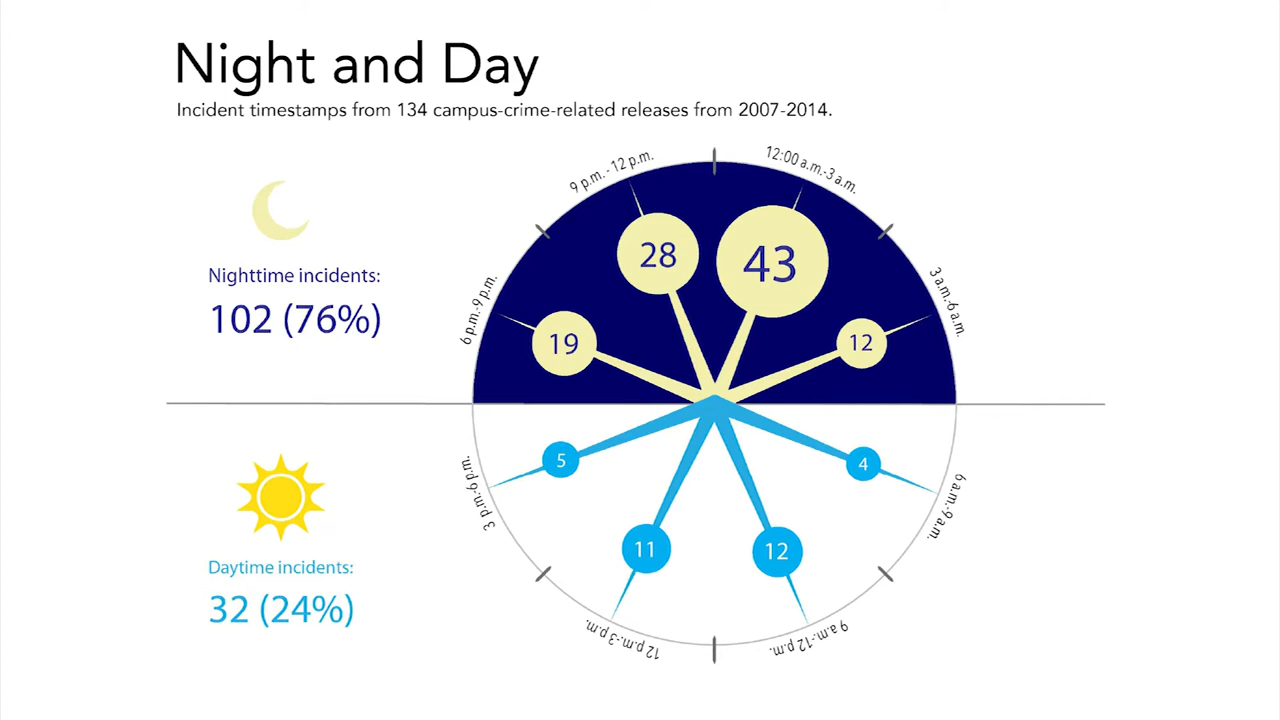 Night and Day
Incident timestamps from 134 campus-crime-related releases from 2007-2014.
9 p.m.-12 p.m.
12:00 a.m.-3 a.m.
28
43
Nighttime incidents:
102 (76%)
6 p.m.-9 p.m.
3 a.m.-6 a.m.
19
12
5
4
3 p.m-6 p.m.
6 a.m.-9 a.m.
11
12
Daytime incidents:
32 (24%)
12 p.m-3 p.m.
9 a.m.-12 p.m.